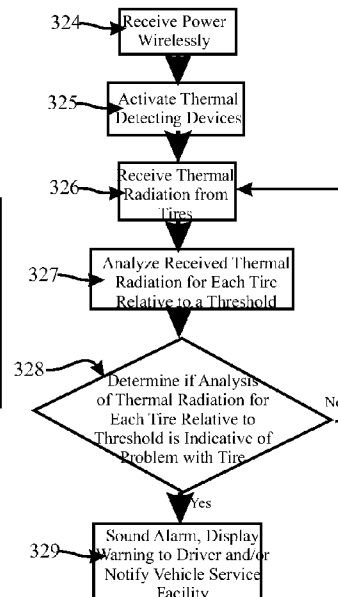 324
Receive Power
Wirelessly
325
Activate Thermal
Detecting Devices
326
Receive Thermal
Radiation from
Tires
327
Analyze Received Thermal
Radiation for Each Tire
Relative to a Threshold
328
Determine if Analysis
of Thermal Radiation for
Each Tire Relative to
Threshold is Indicative of
Problem with Tire
No
Yes
329
Sound Alarm, Display
Warning to Driver and/or
Notify Vehicle Service
Facility